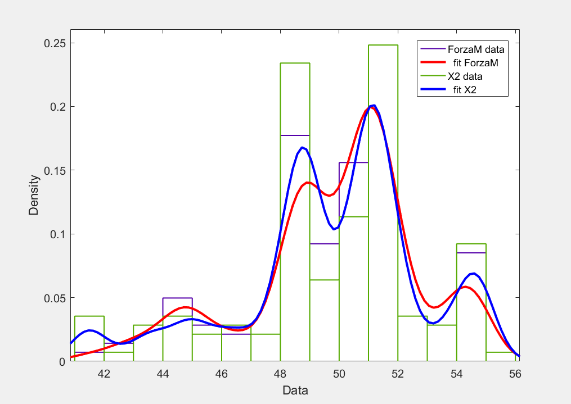 0.25
0.2
0.15
0.1
0.05
0
Density
ForzaM data
fit ForzaM
X2 data
fit X2
42 44 46 48 50 52 54 56
Data